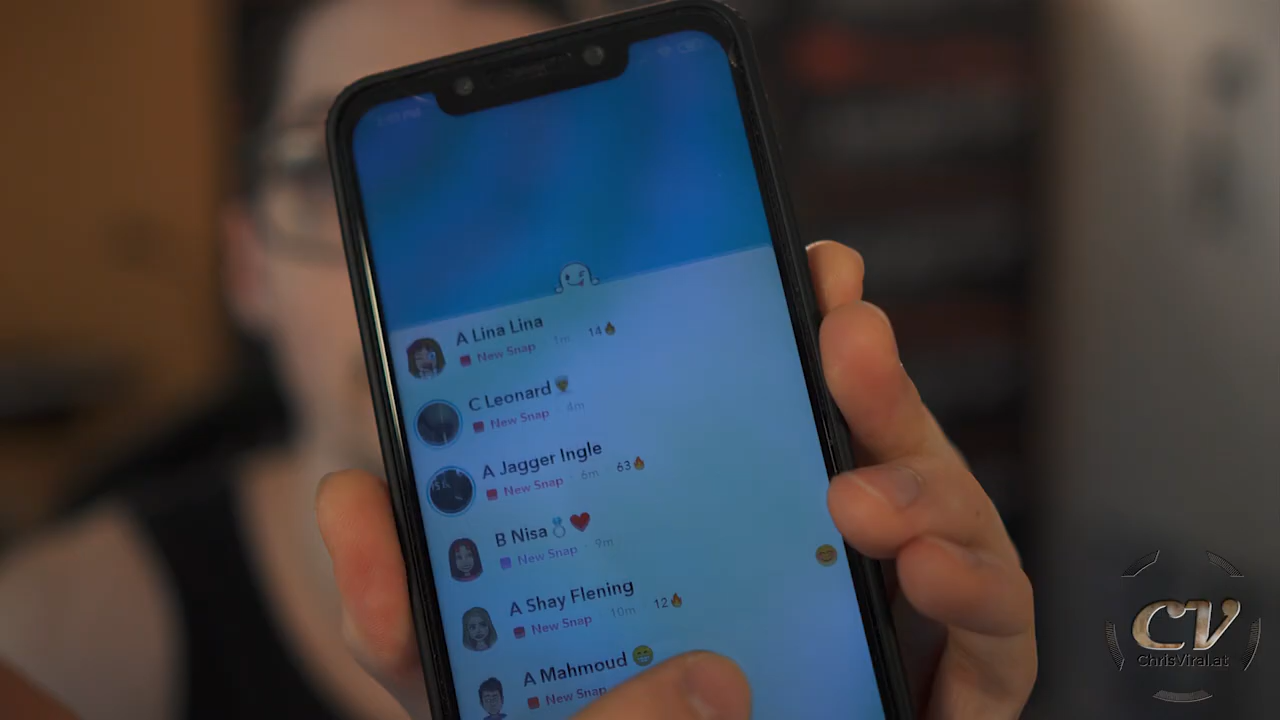 A Lina Lina
New Snap 1m 14🔥
C Leonard
New Snap 4m
A Jagger Ingle
New Snap 6m 63🔥
B Nisa💍❤️
New Snap 9m
A Shay Flening
New Snap 10m 12🔥
A Mahmoud 😁
New Snap
CV
ChrisViral.at